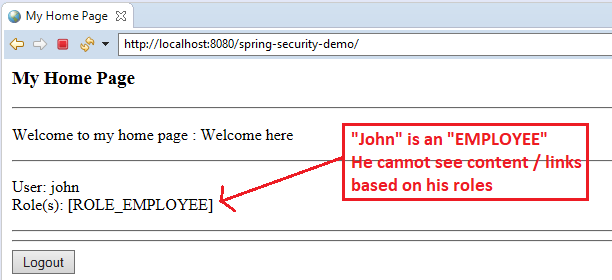 My Home Page
http://localhost:8080/spring-security-demo/
My Home Page
Welcome to my home page : Welcome here
"John" is an "EMPLOYEE"
He cannot see content / links
based on his roles
User: john
Role(s): [ROLE_EMPLOYEE]
Logout